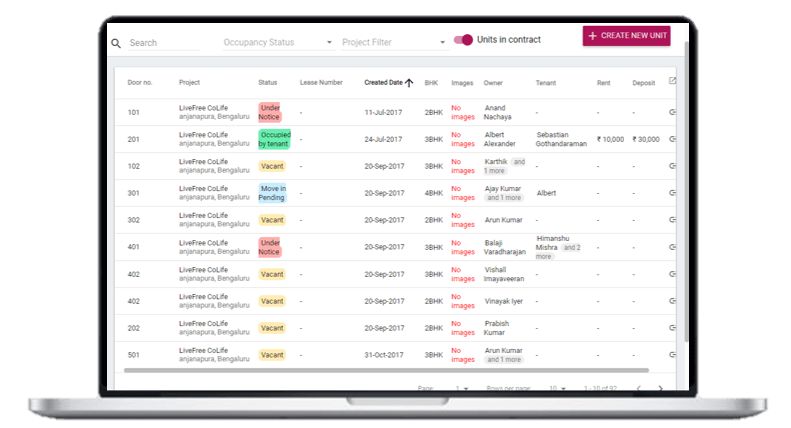 Search Occupancy Status Project Filter Units in contract + CREATE NEW UNIT
Door no. Project Status Lease Number Created Date BHK Images Owner Tenant Rent Deposit
101 LiveFree CoLife Under - 11-Jul-2017 2BHK No Anand - - -
anjanapura, Bengaluru Notice images Nachaya
201 LiveFree CoLife Occupied - 24-Jul-2017 3BHK No Albert Sebastian ₹ 10,000 ₹ 30,000
anjanapura, Bengaluru by tenant images Alexander Gothandaraman
102 LiveFree CoLife Vacant - 20-Sep-2017 3BHK No Karthik and - - -
anjanapura, Bengaluru images 1 more
301 LiveFree CoLife Move in - 20-Sep-2017 4BHK No Ajay Kumar Albert - -
anjanapura, Bengaluru Pending images and 1 more
302 LiveFree CoLife Vacant - 20-Sep-2017 2BHK No Arun Kumar - - -
anjanapura, Bengaluru images
401 LiveFree CoLife Under - 20-Sep-2017 3BHK No Balaji Himanshu - -
anjanapura, Bengaluru Notice images Varadharajan Mishra and 2
more
402 LiveFree CoLife Vacant - 20-Sep-2017 3BHK No Vishall - - -
anjanapura, Bengaluru images Imayaveeran
402 LiveFree CoLife Vacant - 20-Sep-2017 2BHK No Vinayak Iyer - - -
anjanapura, Bengaluru images
202 LiveFree CoLife Vacant - 20-Sep-2017 2BHK No Prabish - - -
anjanapura, Bengaluru images Kumar
501 LiveFree CoLife Vacant - 31-Oct-2017 3BHK No Arun Kumar - - -
anjanapura, Bengaluru images and 1 more
Page: 1 Rows per page: 10 1 - 10 of 92